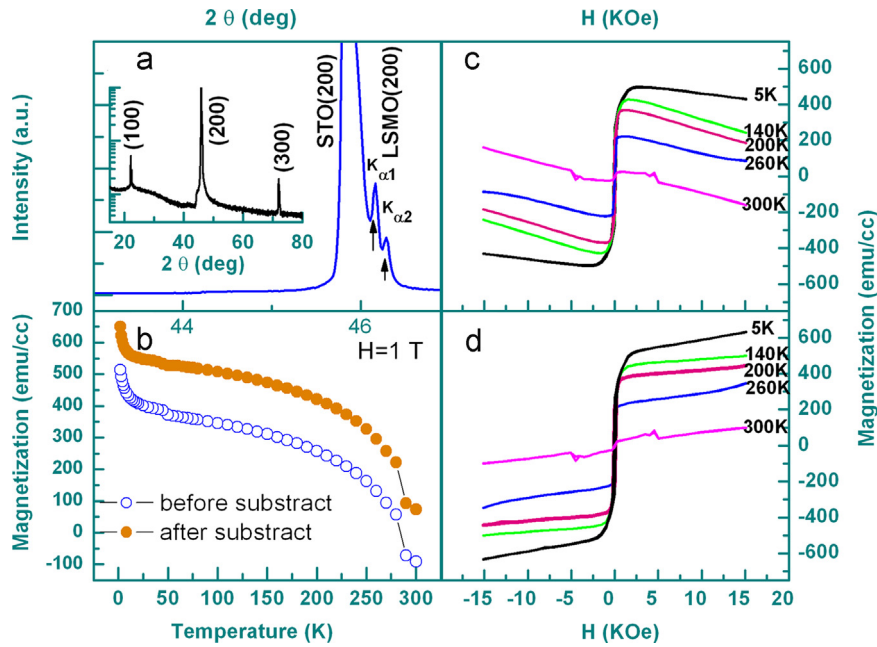 2 θ (deg)
H (KOe)
a
Intensity (a.u.)
(100)
(200)
(300)
20 40 60 80
2 θ (deg)
STO(200)
LSMO(200)
Kα1
Kα2
44 46
c
5K
140K
200K
260K
300K
600
400
200
0
-200
-400
-600
Magnetization (emu/cc)
b
H=1 T
Magnetization (emu/cc)
700
600
500
400
300
200
100
0
-100
before substract
after substract
0 50 100 150 200 250 300
Temperature (K)
d
5K
140K
200K
260K
300K
600
400
200
0
-200
-400
-600
Magnetization (emu/cc)
-15 -10 -5 0 5 10 15 20
H (KOe)